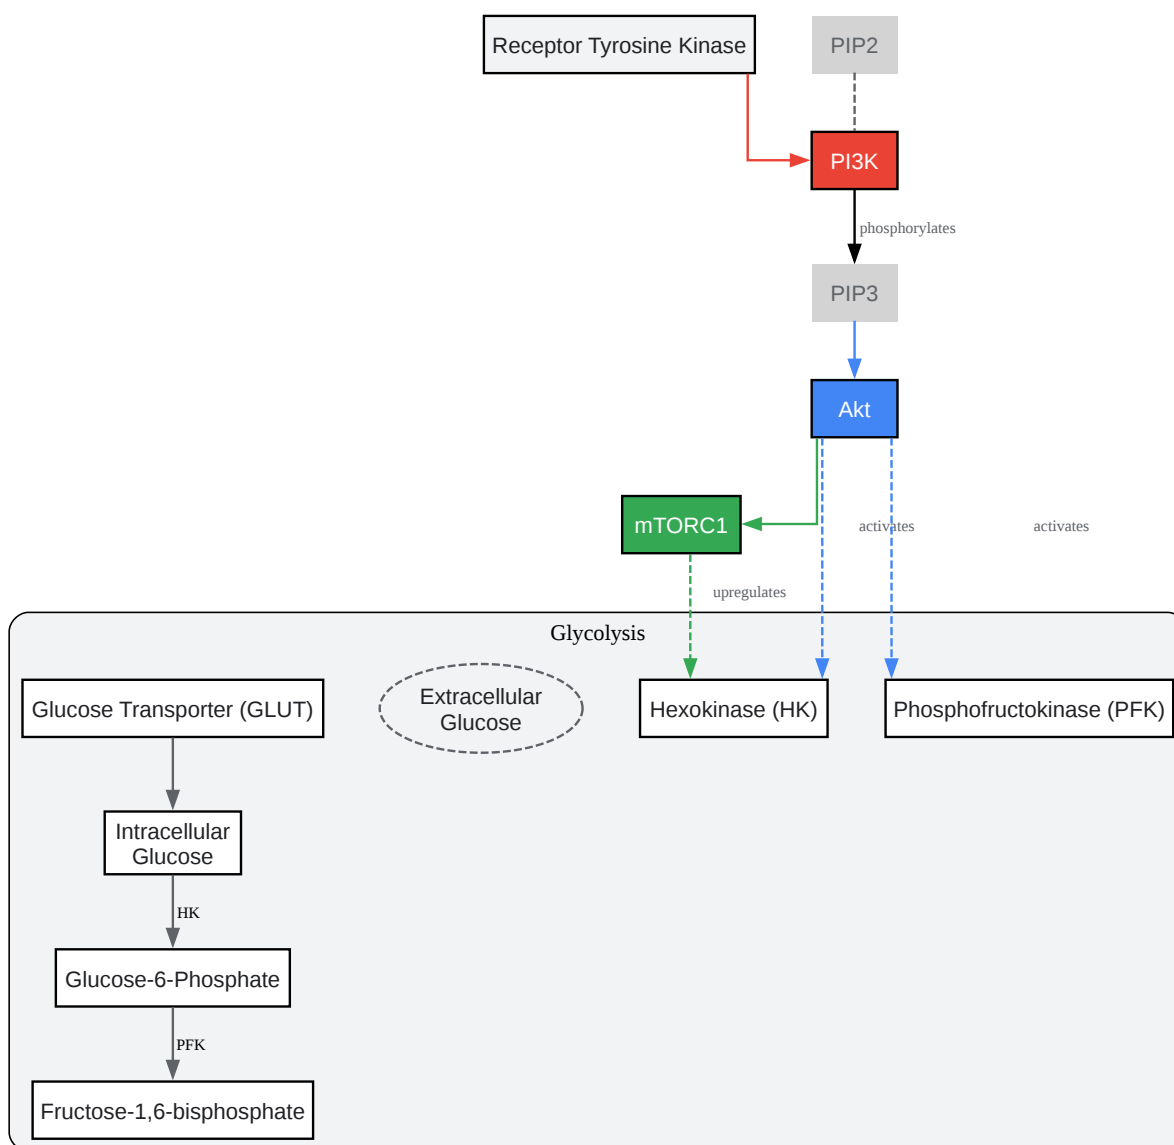 Receptor Tyrosine Kinase
PIP2
PI3K
phosphorylates
PIP3
Akt
mTORC1
activates
activates
upregulates
Glycolysis
Glucose Transporter (GLUT)
Extracellular
Glucose
Hexokinase (HK)
Phosphofructokinase (PFK)
Intracellular
Glucose
HK
Glucose-6-Phosphate
PFK
Fructose-1,6-bisphosphate